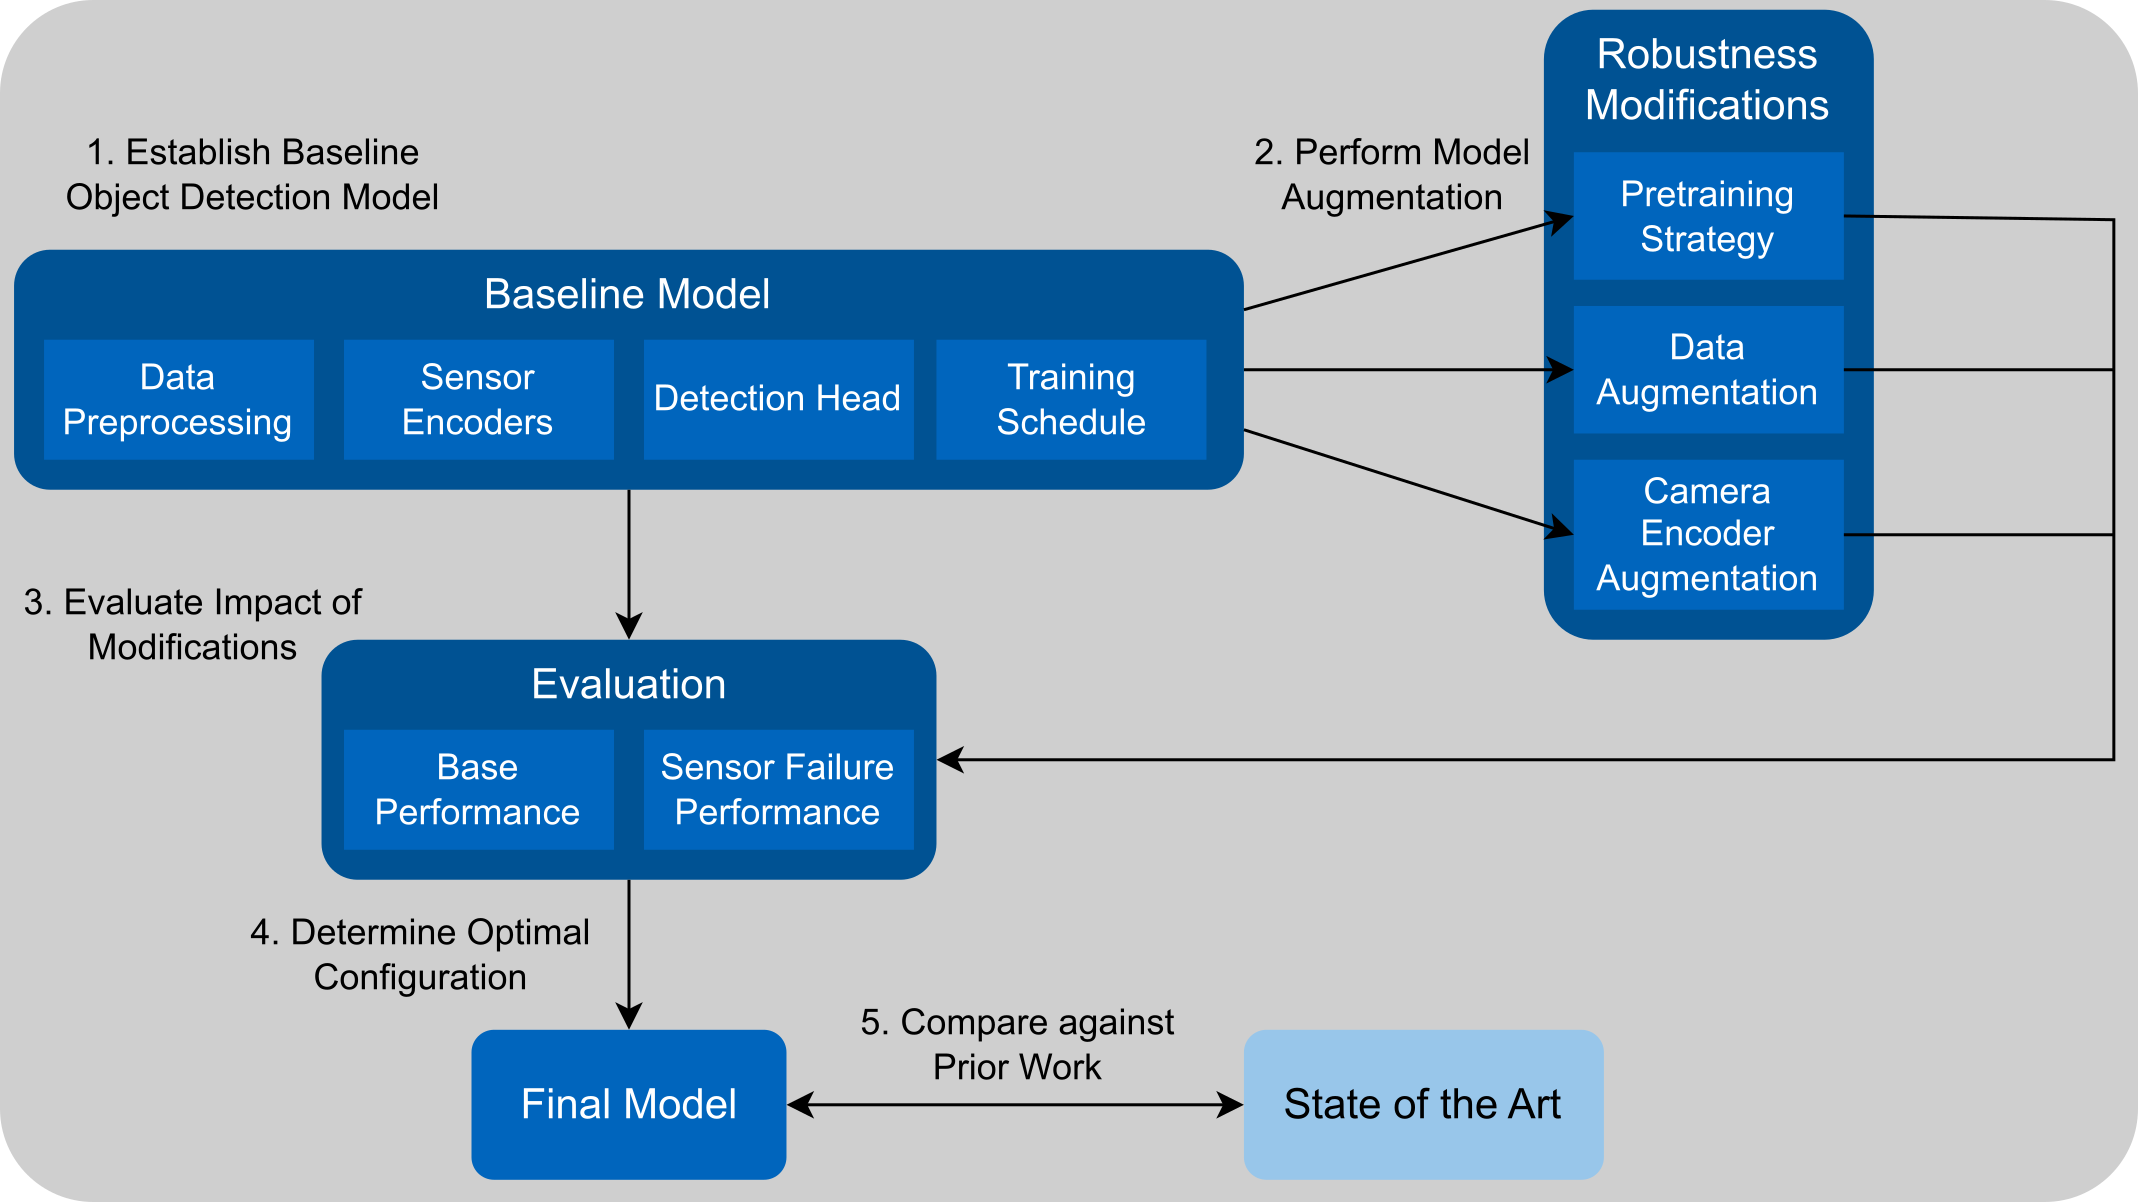 1. Establish Baseline
Object Detection Model
Baseline Model
Data
Preprocessing
Sensor
Encoders
Detection Head
Training
Schedule
2. Perform Model
Augmentation
Robustness
Modifications
Pretraining
Strategy
Data
Augmentation
Camera
Encoder
Augmentation
3. Evaluate Impact of
Modifications
Evaluation
Base
Performance
Sensor Failure
Performance
4. Determine Optimal
Configuration
Final Model
5. Compare against
Prior Work
State of the Art